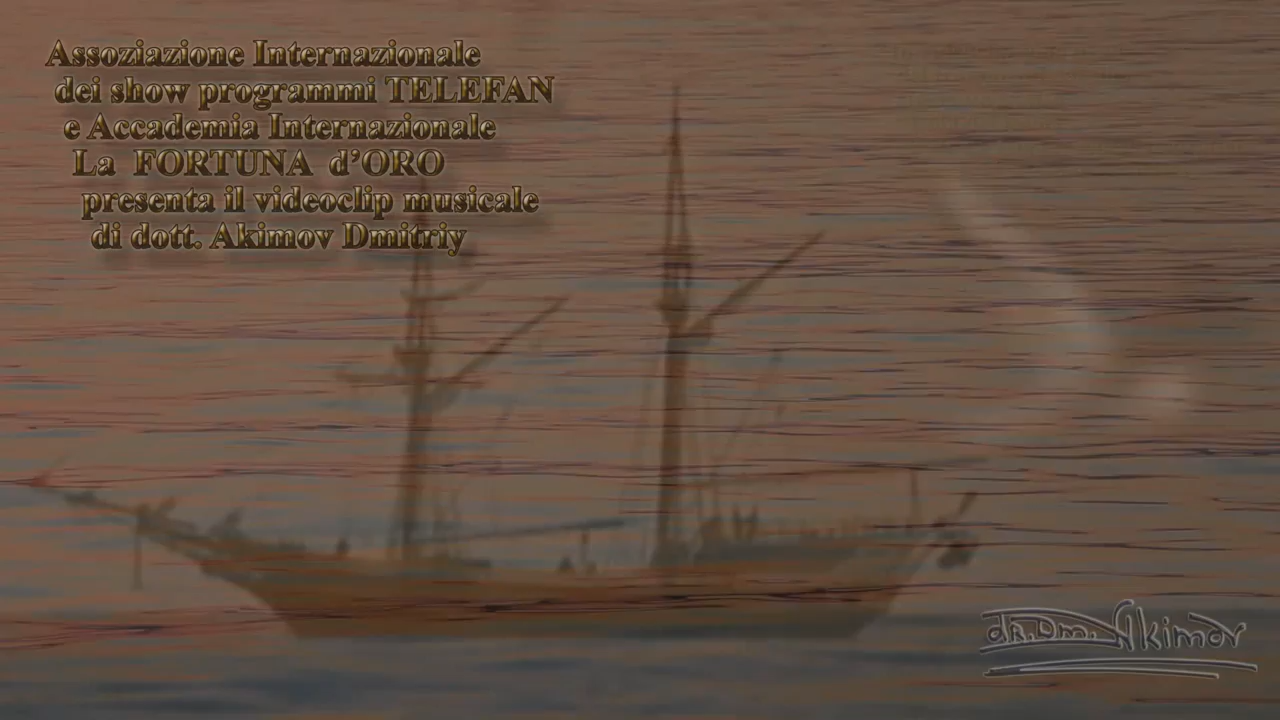 Assoziazione Internazionale
dei show programmi TELEFAN
e Accademia Internazionale
La FORTUNA d'ORO
presenta il videoclip musicale
di dott. Akimov Dmitriy
dr.Dm. Akimov